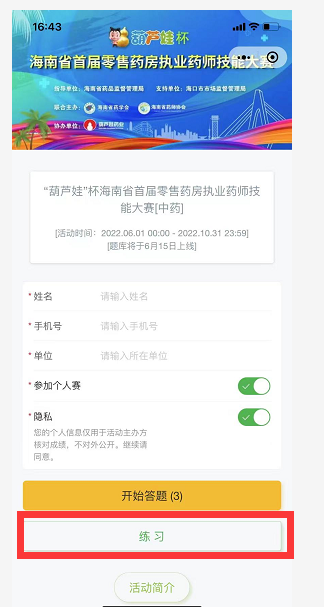 16:43
葫芦娃杯
海南省首届零售药房执业药师技能大赛
指导单位：海南省药品监督管理局 支持单位：海口市市场监督管理局
联合主办：海南省药学会 海南省药师协会
协办单位：葫芦娃药业
“葫芦娃”杯海南省首届零售药房执业药师技
能大赛[中药]
[活动时间：2022.06.01 00:00 - 2022.10.31 23:59]
[题库将于6月15日上线]
* 姓名 请输入姓名
* 手机号 请输入手机号
* 单位 请输入所在单位
* 参加个人赛
* 隐私
您的个人信息仅用于活动主办方
核对成绩，不对外公开。继续请
同意。
开始答题 (3)
练 习
活动简介